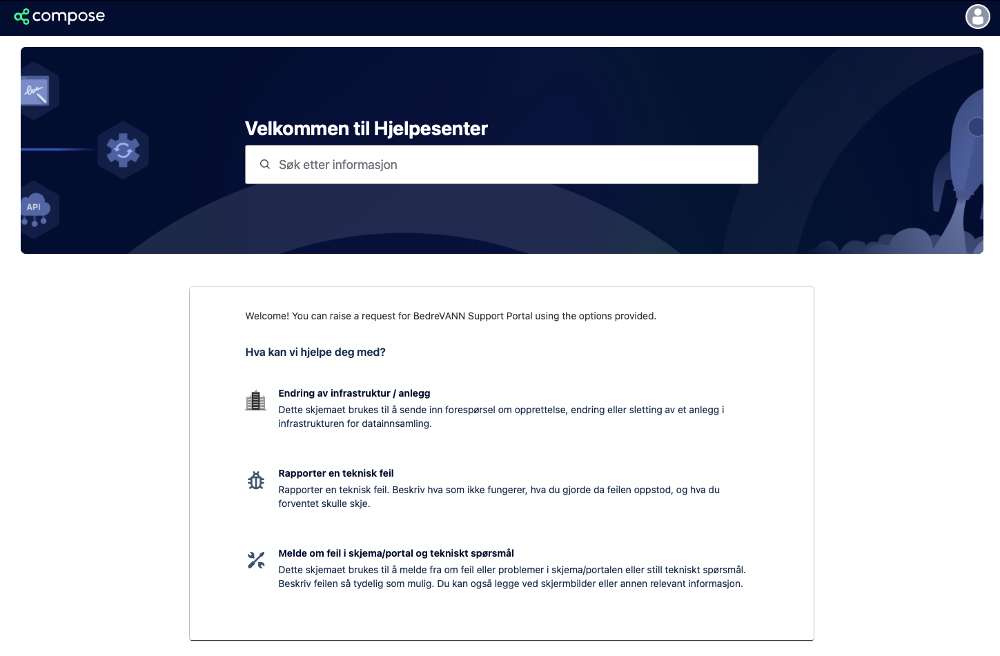 compose
API
Velkommen til Hjelpesenter
Søk etter informasjon
Welcome! You can raise a request for BedreVANN Support Portal using the options provided.
Hva kan vi hjelpe deg med?
Endring av infrastruktur / anlegg
Dette skjemaet brukes til å sende inn forespørsel om opprettelse, endring eller sletting av et anlegg i
infrastrukturen for datainnsamling.
Rapporter en teknisk feil
Rapporter en teknisk feil. Beskriv hva som ikke fungerer, hva du gjorde da feilen oppstod, og hva du
forventet skulle skje.
Melde om feil i skjema/portal og tekniskt spørsmål
Dette skjemaet brukes til å melde fra om feil eller problemer i skjema/portalen eller still tekniskt spørsmål.
Beskriv feilen så tydelig som mulig. Du kan også legge ved skjermbilder eller annen relevant informasjon.